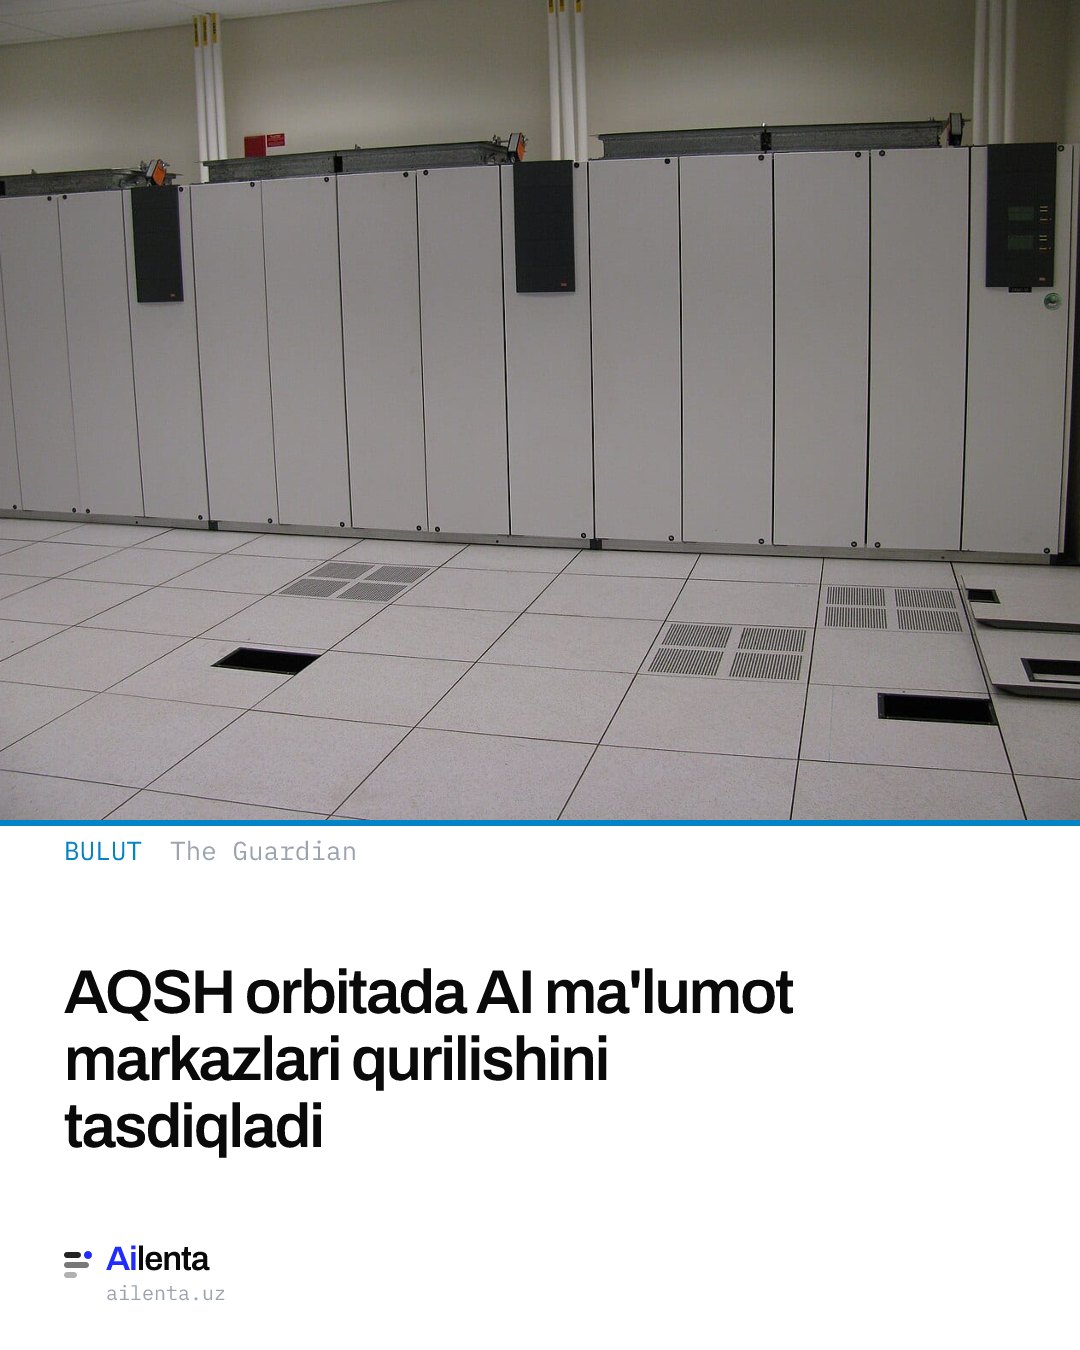 BULUT The Guardian
AQSH orbitada AI ma'lumot
markazlari qurilishini
tasdiqladi
Ailenta
ailenta.uz